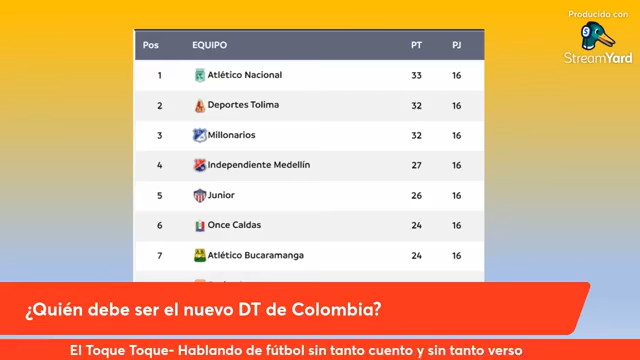 Producido con
StreamYard
Pos EQUIPO PT PJ
1 Atlético Nacional 33 16
2 Deportes Tolima 32 16
3 Millonarios 32 16
4 Independiente Medellín 27 16
5 Junior 26 16
6 Once Caldas 24 16
7 Atlético Bucaramanga 24 16
¿Quién debe ser el nuevo DT de Colombia?
El Toque Toque- Hablando de fútbol sin tanto cuento y sin tanto verso